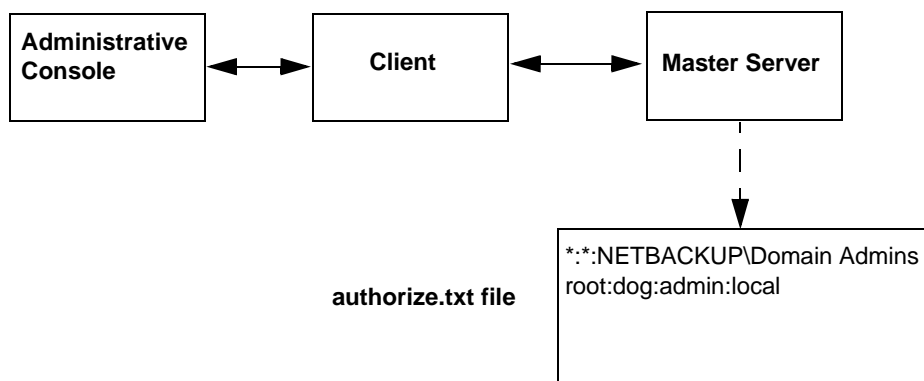 Administrative
Console
Client
Master Server
*:*:NETBACKUP\Domain Admins
root:dog:admin:local
authorize.txt file